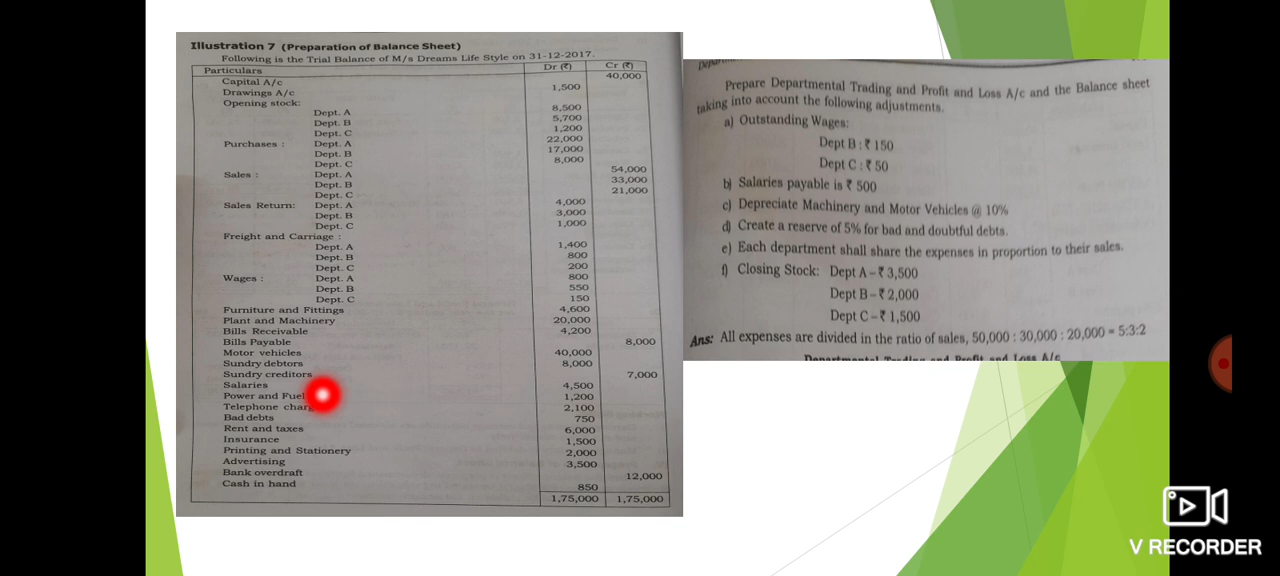 Illustration 7 (Preparation of Balance Sheet)
Following is the Trial Balance of M/s Dreams Life Style on 31-12-2017.
Particulars Dr (₹) Cr (₹)
Capital A/c 40,000
Drawings A/c 1,500
Opening stock:
Dept. A 8,500
Dept. B 5,700
Dept. C 1,200
Purchases : Dept. A 22,000
Dept. B 17,000
Dept. C 8,000
Sales : Dept. A 54,000
Dept. B 33,000
Dept. C 21,000
Sales Return: Dept. A 4,000
Dept. B 3,000
Dept. C 1,000
Freight and Carriage :
Dept. A 1,400
Dept. B 800
Dept. C 200
Wages : Dept. A 800
Dept. B 550
Dept. C 150
Furniture and Fittings 4,600
Plant and Machinery 20,000
Bills Receivable 4,200
Bills Payable 8,000
Motor vehicles 40,000
Sundry debtors 8,000
Sundry creditors 7,000
Salaries 4,500
Power and Fuel 1,200
Telephone 2,100
Bad debts 750
Rent and taxes 6,000
Insurance 1,500
Printing and Stationery 2,000
Advertising 3,500
Bank overdraft 12,000
Cash in hand 850
1,75,000 1,75,000
Prepare Departmental Trading and Profit and Loss A/c and the Balance sheet
taking into account the following adjustments.
a) Outstanding Wages:
Dept B : ₹ 150
Dept C : ₹ 50
b) Salaries payable is ₹ 500
c) Depreciate Machinery and Motor Vehicles @ 10%
d) Create a reserve of 5% for bad and doubtful debts.
e) Each department shall share the expenses in proportion to their sales.
f) Closing Stock: Dept A – ₹ 3,500
Dept B – ₹ 2,000
Dept C – ₹ 1,500
Ans: All expenses are divided in the ratio of sales, 50,000 : 30,000 : 20,000 = 5:3:2
Departmental Trading and Profit and Loss A/c
V RECORDER